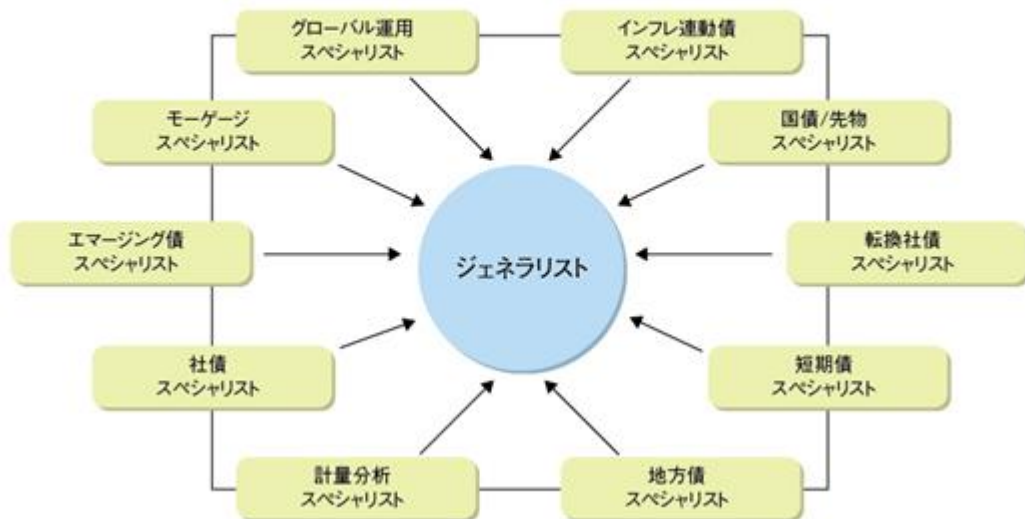 グローバル運用
スペシャリスト
インフレ連動債
スペシャリスト
モーゲージ
スペシャリスト
国債/先物
スペシャリスト
エマージング債
スペシャリスト
ジェネラリスト
転換社債
スペシャリスト
社債
スペシャリスト
短期債
スペシャリスト
計量分析
スペシャリスト
地方債
スペシャリスト